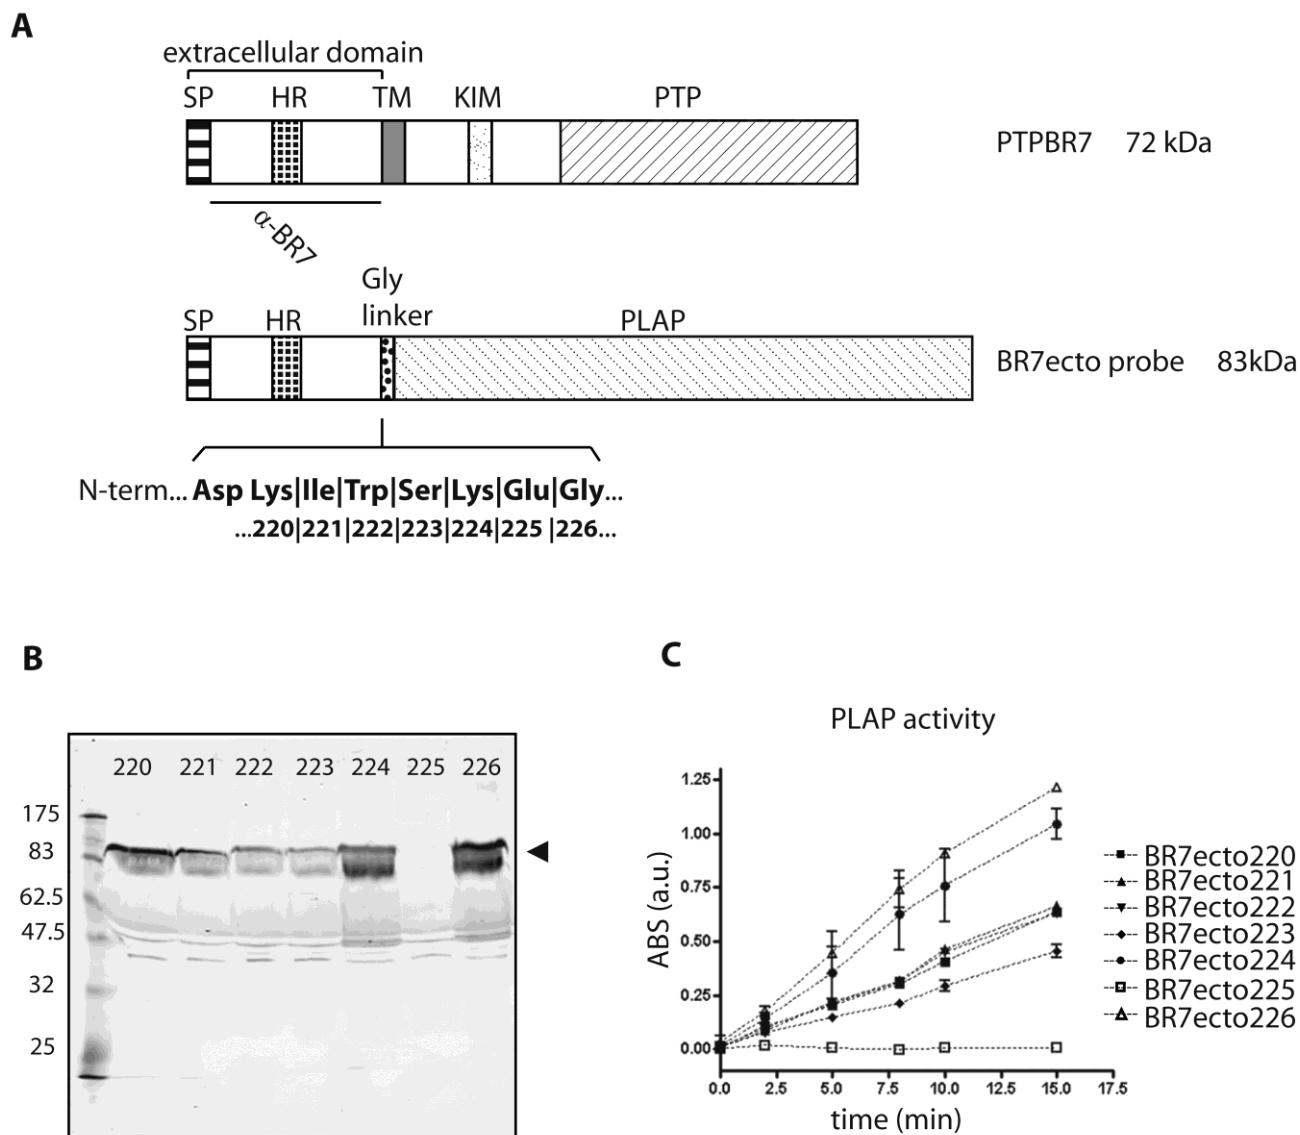 A
extracellular domain
SP HR TM KIM PTP
PTPBR7 72 kDa
α-BR7
Gly
linker
SP HR PLAP
BR7ecto probe 83kDa
N-term... Asp Lys|Ile|Trp|Ser|Lys|Glu|Gly...
...220|221|222|223|224|225 |226...
B
220 221 222 223 224 225 226
175
83
62.5
47.5
32
25
C
PLAP activity
ABS (a.u.)
1.25
1.00
0.75
0.50
0.25
0.00
0.0 2.5 5.0 7.5 10.0 12.5 15.0 17.5
time (min)
BR7ecto220
BR7ecto221
BR7ecto222
BR7ecto223
BR7ecto224
BR7ecto225
BR7ecto226